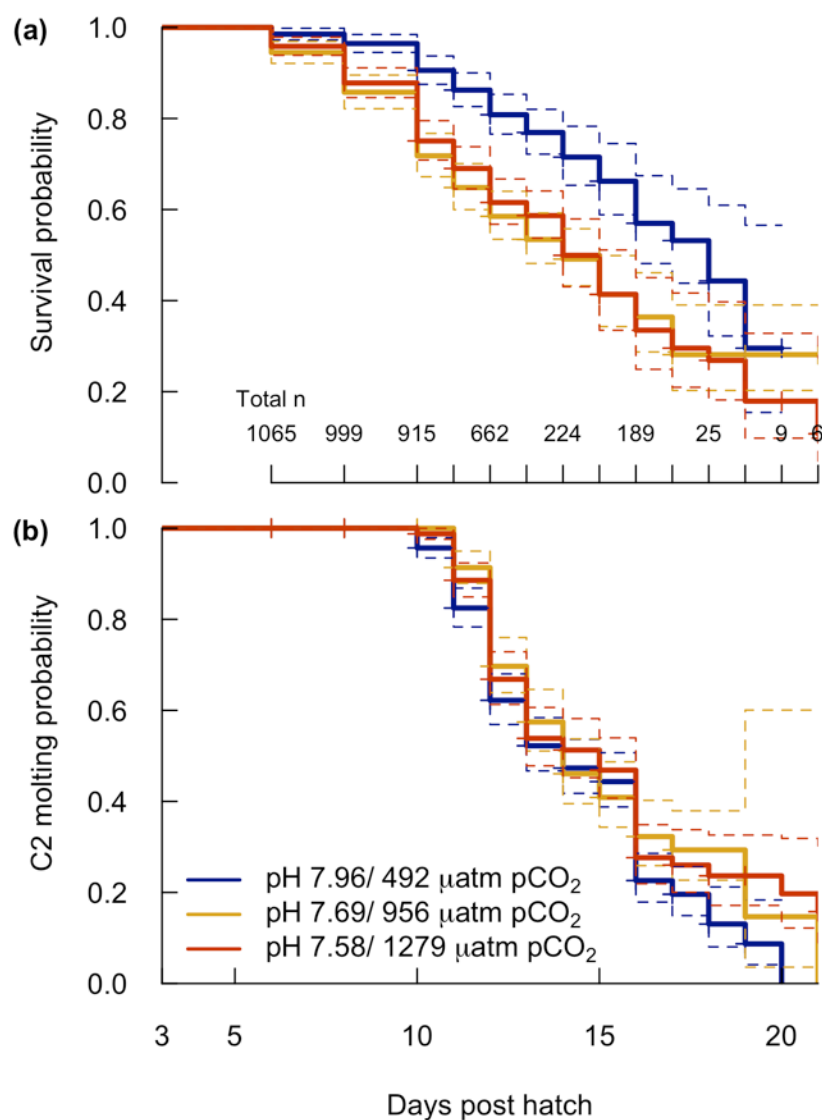 (a)
1.0
0.8
0.6
0.4
0.2
0.0
Survival probability
Total n
1065 999 915 662 224 189 25 9 6
(b)
1.0
0.8
0.6
0.4
0.2
0.0
C2 molting probability
pH 7.96/ 492 μatm pCO₂
pH 7.69/ 956 μatm pCO₂
pH 7.58/ 1279 μatm pCO₂
3 5 10 15 20 21
Days post hatch